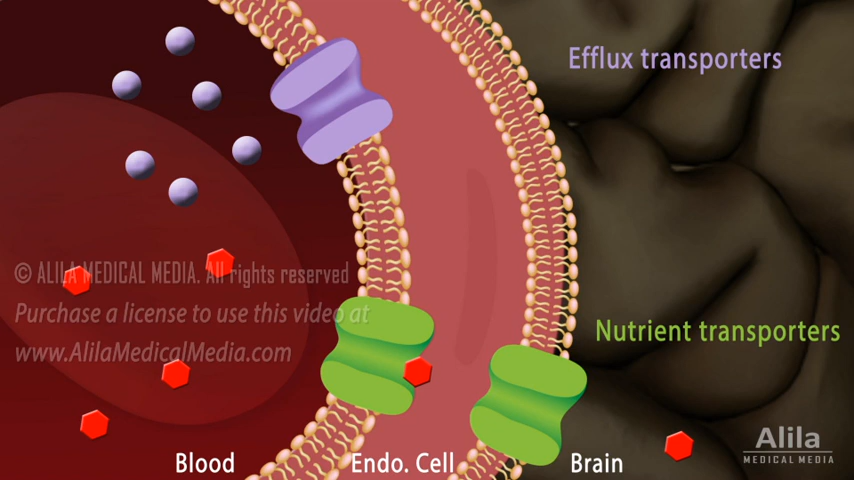 Efflux transporters
© ALILA MEDICAL MEDIA. All rights reserved
Purchase a license to use this video at
www.AlilaMedicalMedia.com
Nutrient transporters
Blood
Endo. Cell
Brain
Alila
MEDICAL MEDIA